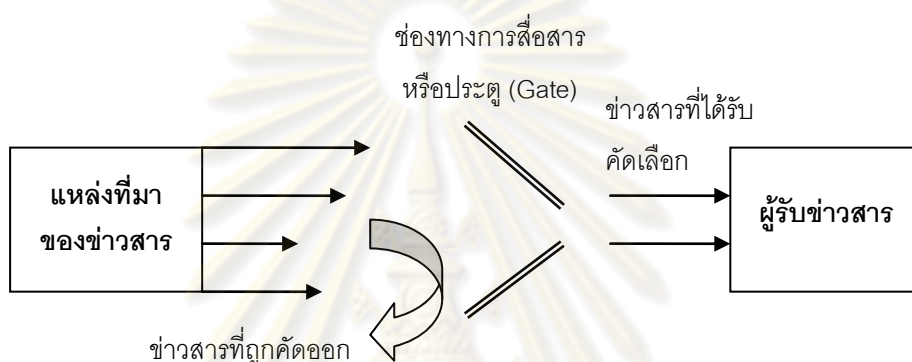 ช่องทางการสื่อสาร
หรือประตู (Gate)
ข่าวสารที่ได้รับ
คัดเลือก
แหล่งที่มา
ของข่าวสาร
ผู้รับข่าวสาร
ข่าวสารที่ถูกคัดออก